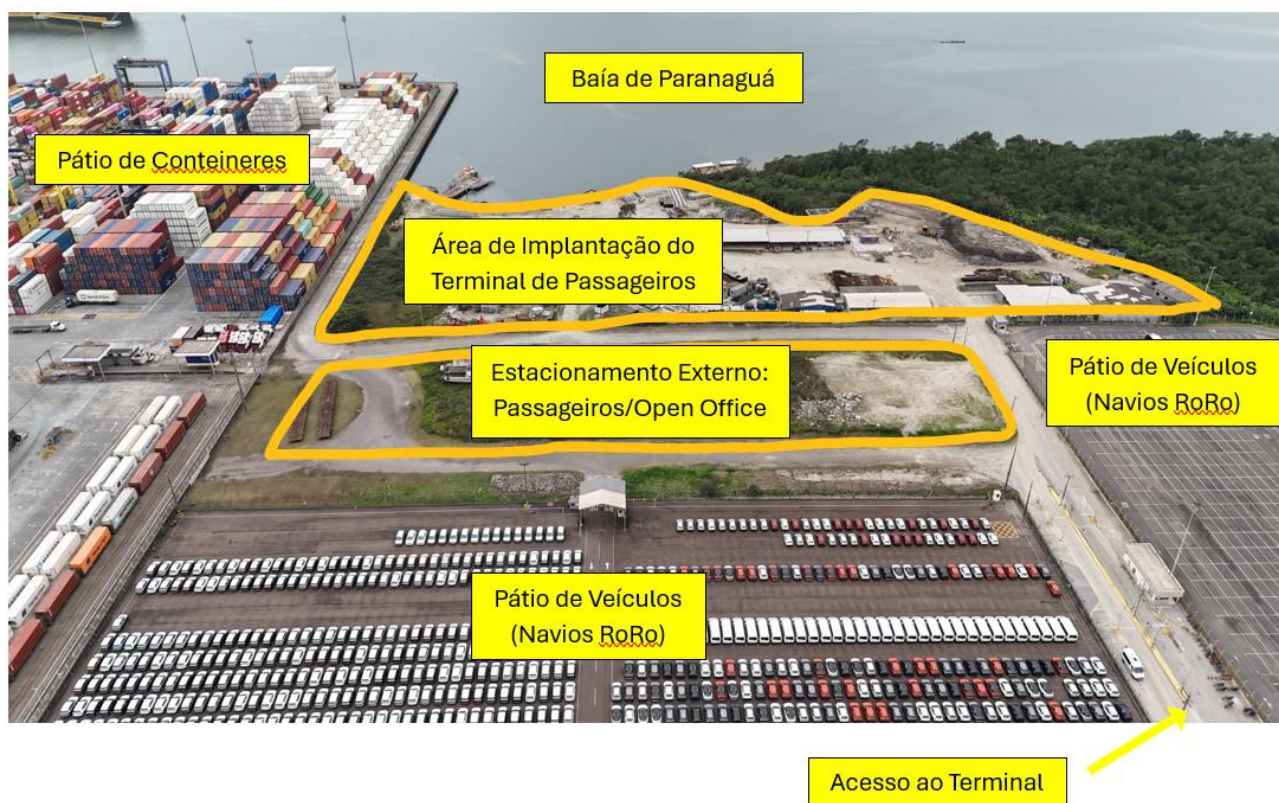 Baía de Paranaguá
Pátio de Conteineres
Área de Implantação do
Terminal de Passageiros
Estacionamento Externo:
Passageiros/Open Office
Pátio de Veículos
(Navios RoRo)
Pátio de Veículos
(Navios RoRo)
Acesso ao Terminal